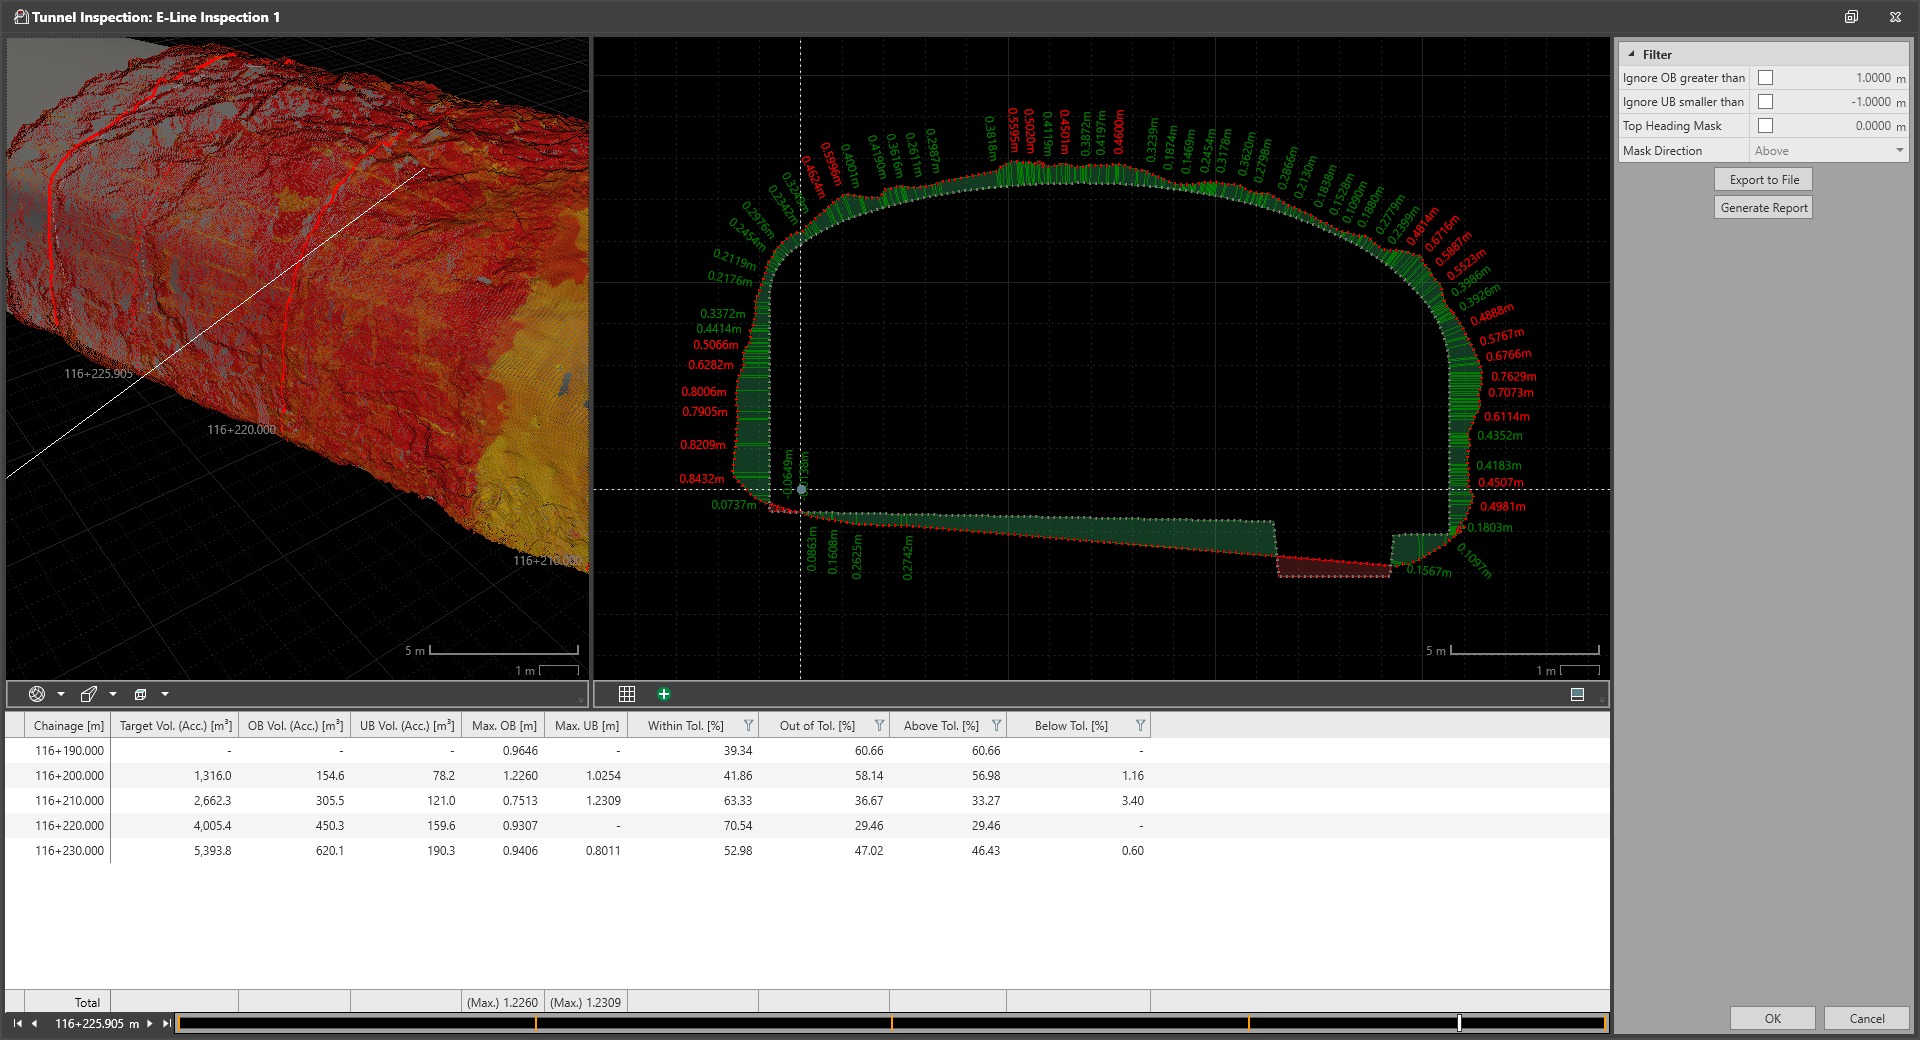 Tunnel Inspection: E-Line Inspection 1
116+225.905
116+220.000
5 m
1 m
0.3818m
0.5595m
0.5020m
0.4119m
0.4501m
0.3872m
0.4197m
0.4600m
0.3239m
0.1874m
0.1469m
0.2454m
0.3178m
0.3620m
0.2798m
0.2866m
0.2130m
0.1838m
0.1528m
0.1090m
0.1880m
0.2779m
0.2399m
0.4814m
0.6716m
0.5887m
0.5523m
0.3986m
0.3926m
0.4888m
0.5767m
0.6766m
0.7629m
0.7073m
0.6114m
0.4352m
0.4183m
0.4507m
0.4981m
0.1803m
0.1097m
0.1567m
0.2987m
0.2611m
0.3616m
0.4190m
0.4001m
0.5996m
0.4624m
0.2342m
0.2976m
0.2454m
0.2119m
0.2176m
0.3372m
0.4414m
0.5066m
0.6282m
0.8006m
0.7905m
0.8209m
0.8432m
0.0737m
-0.0649m
0.0863m
0.1608m
0.2625m
0.2742m
5 m
1 m
Filter
Ignore OB greater than 1.0000 m
Ignore UB smaller than -1.0000 m
Top Heading Mask 0.0000 m
Mask Direction Above
Export to File
Generate Report
Chainage [m] Target Vol. (Acc.) [m³] OB Vol. (Acc.) [m³] UB Vol. (Acc.) [m³] Max. OB [m] Max. UB [m] Within Tol. [%] Out of Tol. [%] Above Tol. [%] Below Tol. [%]
116+190.000 - - - 0.9646 - 39.34 60.66 60.66 -
116+200.000 1,316.0 154.6 78.2 1.2260 1.0254 41.86 58.14 56.98 1.16
116+210.000 2,662.3 305.5 121.0 0.7513 1.2309 63.33 36.67 33.27 3.40
116+220.000 4,005.4 450.3 159.6 0.9307 - 70.54 29.46 29.46 -
116+230.000 5,393.8 620.1 190.3 0.9406 0.8011 52.98 47.02 46.43 0.60
Total (Max.) 1.2260 (Max.) 1.2309
116+225.905 m
OK
Cancel